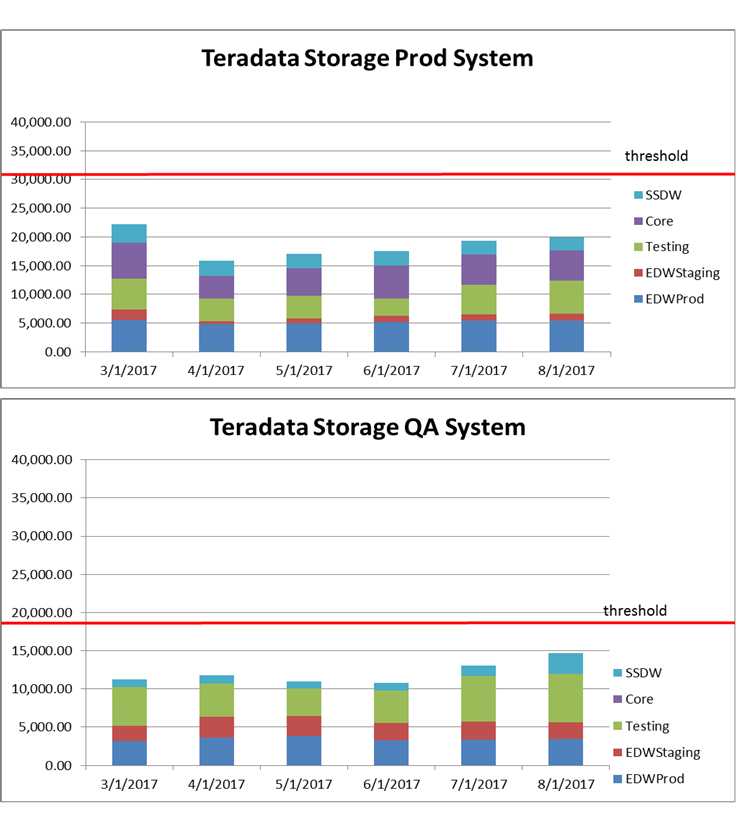 Teradata Storage Prod System
40,000.00
35,000.00
threshold
30,000.00
25,000.00
20,000.00
15,000.00
10,000.00
5,000.00
0.00
SSDW
Core
Testing
EDWStaging
EDWProd
3/1/2017 4/1/2017 5/1/2017 6/1/2017 7/1/2017 8/1/2017
Teradata Storage QA System
40,000.00
35,000.00
30,000.00
25,000.00
20,000.00
threshold
15,000.00
10,000.00
5,000.00
0.00
SSDW
Core
Testing
EDWStaging
EDWProd
3/1/2017 4/1/2017 5/1/2017 6/1/2017 7/1/2017 8/1/2017